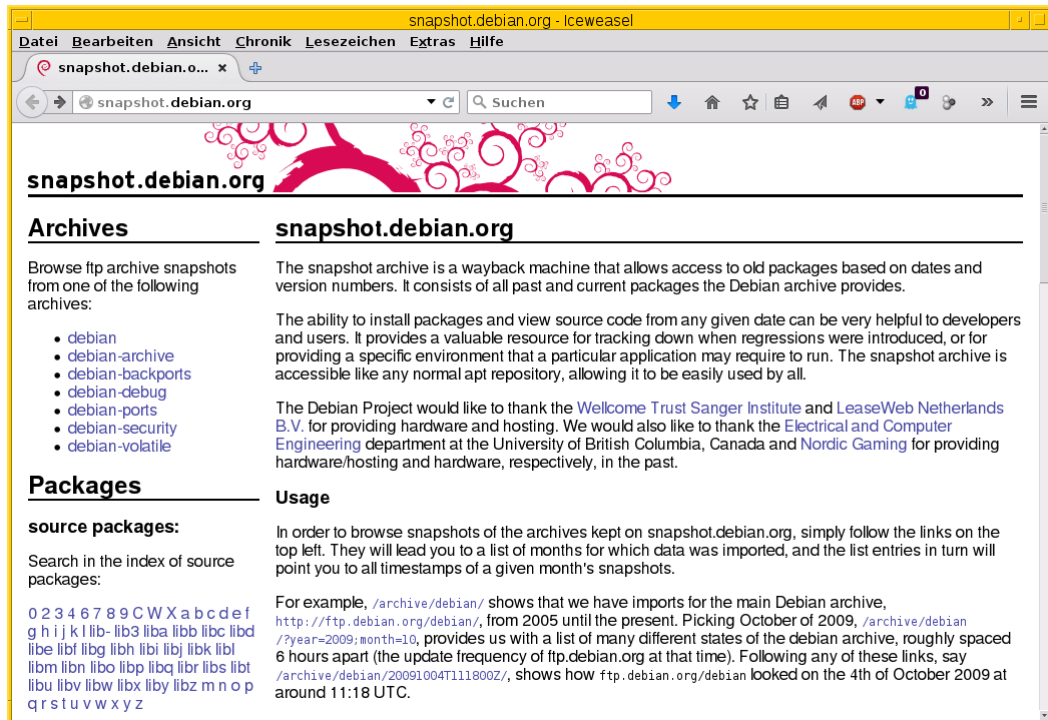 snapshot.debian.org - Iceweasel
Datei Bearbeiten Ansicht Chronik Lesezeichen Extras Hilfe
snapshot.debian.o...
snapshot.debian.org Suchen ABP 0
snapshot.debian.org
Archives
Browse ftp archive snapshots
from one of the following
archives:
debian
debian-archive
debian-backports
debian-debug
debian-ports
debian-security
debian-volatile
Packages
source packages:
Search in the index of source
packages:
0 2 3 4 6 7 8 9 C W X a b c d e f
g h i j k l lib- lib3 liba libb libc libd
libe libf libg libh libi libj libk libl
libm libn libo libp libq libr libs libt
libu libv libw libx liby libz m n o p
q r s t u v w x y z
snapshot.debian.org
The snapshot archive is a wayback machine that allows access to old packages based on dates and
version numbers. It consists of all past and current packages the Debian archive provides.
The ability to install packages and view source code from any given date can be very helpful to developers
and users. It provides a valuable resource for tracking down when regressions were introduced, or for
providing a specific environment that a particular application may require to run. The snapshot archive is
accessible like any normal apt repository, allowing it to be easily used by all.
The Debian Project would like to thank the Wellcome Trust Sanger Institute and LeaseWeb Netherlands
B.V. for providing hardware and hosting. We would also like to thank the Electrical and Computer
Engineering department at the University of British Columbia, Canada and Nordic Gaming for providing
hardware/hosting and hardware, respectively, in the past.
Usage
In order to browse snapshots of the archives kept on snapshot.debian.org, simply follow the links on the
top left. They will lead you to a list of months for which data was imported, and the list entries in turn will
point you to all timestamps of a given month's snapshots.
For example, /archive/debian/ shows that we have imports for the main Debian archive,
http://ftp.debian.org/debian/, from 2005 until the present. Picking October of 2009, /archive/debian
/?year=2009;month=10, provides us with a list of many different states of the debian archive, roughly spaced
6 hours apart (the update frequency of ftp.debian.org at that time). Following any of these links, say
/archive/debian/20091004T111800Z/, shows how ftp.debian.org/debian looked on the 4th of October 2009 at
around 11:18 UTC.